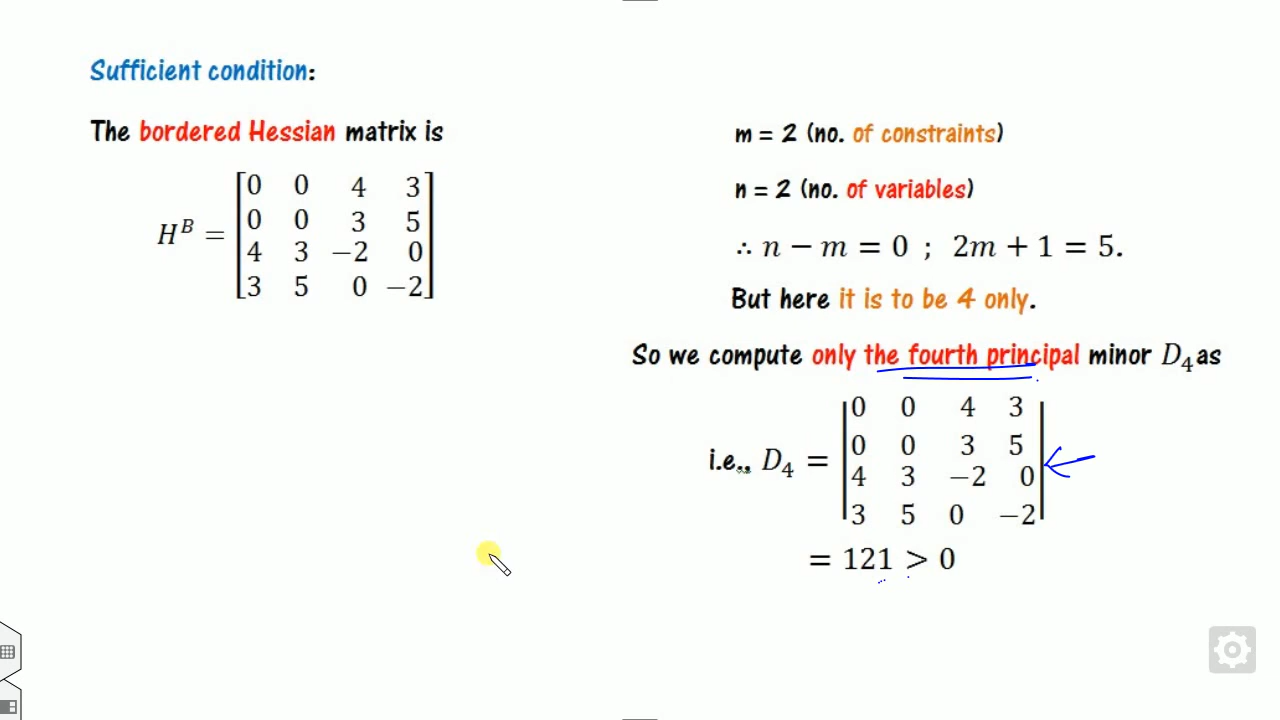 Sufficient condition:
The bordered Hessian matrix is
H^B = [0 0 4 3
0 0 3 5
4 3 −2 0
3 5 0 −2]
m = 2 (no. of constraints)
n = 2 (no. of variables)
∴ n − m = 0 ; 2m + 1 = 5.
But here it is to be 4 only.
So we compute only the fourth principal minor D₄ as
i.e., D₄ = |0 0 4 3
0 0 3 5
4 3 −2 0
3 5 0 −2|
= 121 > 0